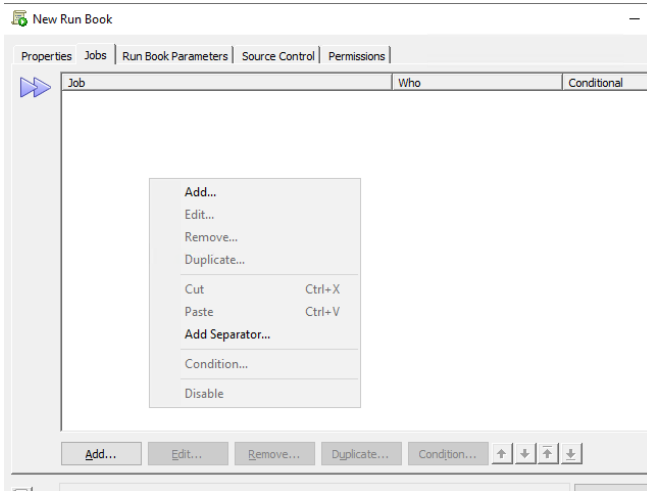 New Run Book
Properties Jobs Run Book Parameters Source Control Permissions
Job Who Conditional
Add...
Edit...
Remove...
Duplicate...
Cut Ctrl+X
Paste Ctrl+V
Add Separator...
Condition...
Disable
Add... Edit... Remove... Duplicate... Condition...